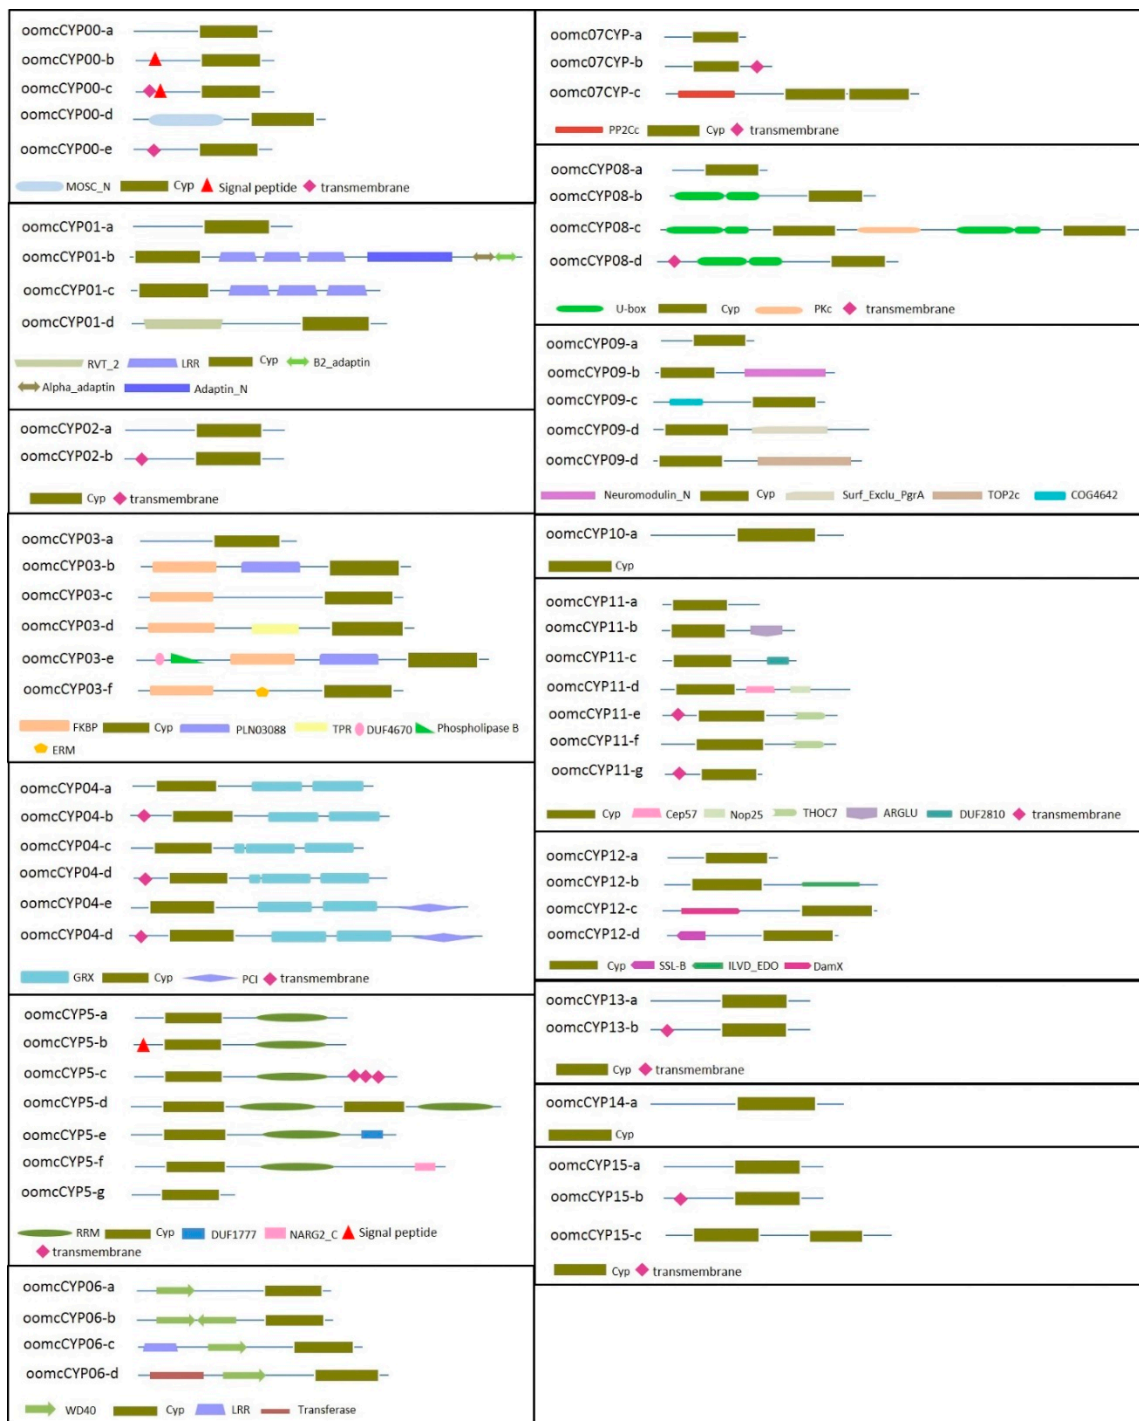 oomcCYP00-a
oomcCYP00-b
oomcCYP00-c
oomcCYP00-d
oomcCYP00-e
MOSC_N Cyp Signal peptide transmembrane
oomcCYP01-a
oomcCYP01-b
oomcCYP01-c
oomcCYP01-d
RVT_2 LRR Cyp B2_adaptin
Alpha_adaptin Adaptin_N
oomcCYP02-a
oomcCYP02-b
Cyp transmembrane
oomcCYP03-a
oomcCYP03-b
oomcCYP03-c
oomcCYP03-d
oomcCYP03-e
oomcCYP03-f
FKBP Cyp PLN03088 TPR DUF4670 Phospholipase B
ERM
oomcCYP04-a
oomcCYP04-b
oomcCYP04-c
oomcCYP04-d
oomcCYP04-e
oomcCYP04-d
GRX Cyp PCI transmembrane
oomcCYP5-a
oomcCYP5-b
oomcCYP5-c
oomcCYP5-d
oomcCYP5-e
oomcCYP5-f
oomcCYP5-g
RRM Cyp DUF1777 NARG2_C Signal peptide
transmembrane
oomcCYP06-a
oomcCYP06-b
oomcCYP06-c
oomcCYP06-d
WD40 Cyp LRR Transferase
oomc07CYP-a
oomc07CYP-b
oomc07CYP-c
PP2Cc Cyp transmembrane
oomcCYP08-a
oomcCYP08-b
oomcCYP08-c
oomcCYP08-d
U-box Cyp PKc transmembrane
oomcCYP09-a
oomcCYP09-b
oomcCYP09-c
oomcCYP09-d
oomcCYP09-d
Neuromodulin_N Cyp Surf_Exclu_PgrA TOP2c COG4642
oomcCYP10-a
Cyp
oomcCYP11-a
oomcCYP11-b
oomcCYP11-c
oomcCYP11-d
oomcCYP11-e
oomcCYP11-f
oomcCYP11-g
Cyp Cep57 Nop25 THOC7 ARGLU DUF2810 transmembrane
oomcCYP12-a
oomcCYP12-b
oomcCYP12-c
oomcCYP12-d
Cyp SSL-B ILVD_EDO DamX
oomcCYP13-a
oomcCYP13-b
Cyp transmembrane
oomcCYP14-a
Cyp
oomcCYP15-a
oomcCYP15-b
oomcCYP15-c
Cyp transmembrane